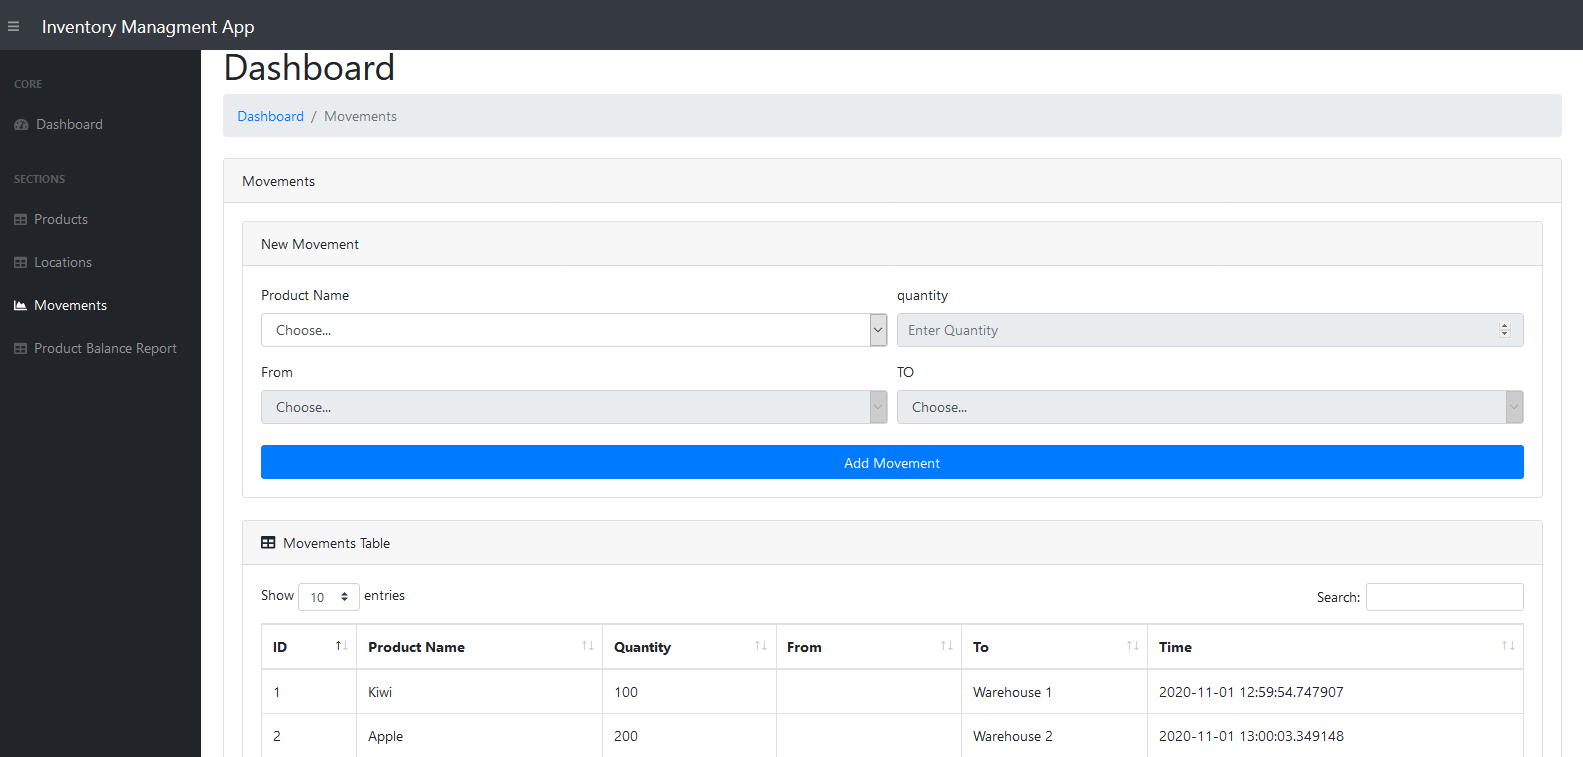 Inventory Managment App
CORE
Dashboard
SECTIONS
Products
Locations
Movements
Product Balance Report
Dashboard
Dashboard / Movements
Movements
New Movement
Product Name quantity
Choose... Enter Quantity
From TO
Choose... Choose...
Add Movement
Movements Table
Show 10 entries Search:
ID Product Name Quantity From To Time
1 Kiwi 100 Warehouse 1 2020-11-01 12:59:54.747907
2 Apple 200 Warehouse 2 2020-11-01 13:00:03.349148